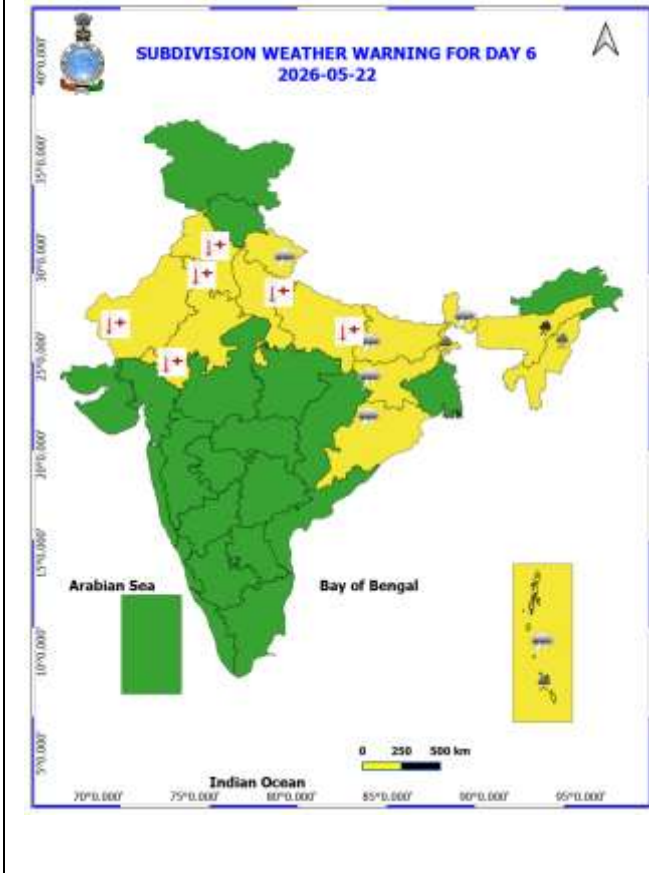 SUBDIVISION WEATHER WARNING FOR DAY 6
2026-05-22
40°0.000'
35°0.000'
30°0.000'
25°0.000'
20°0.000'
15°0.000'
10°0.000'
5°0.000'
Arabian Sea
Bay of Bengal
0 250 500 km
Indian Ocean
70°0.000' 75°0.000' 80°0.000' 85°0.000' 90°0.000' 95°0.000'